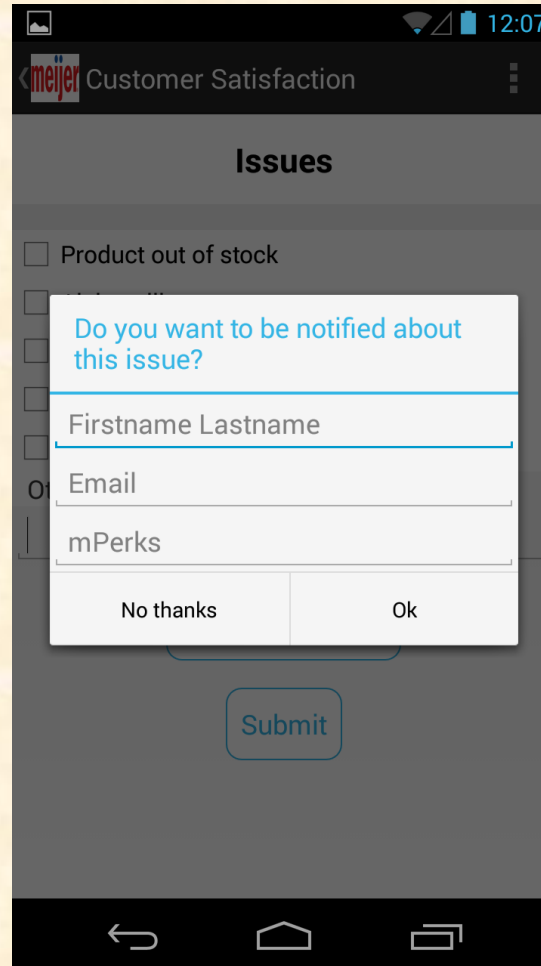 12:07
meijer Customer Satisfaction
Issues
Product out of stock
Do you want to be notified about
this issue?
Firstname Lastname
Email
mPerks
No thanks
Ok
Submit